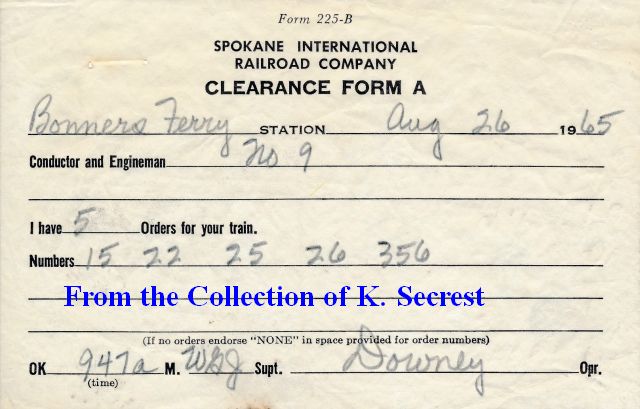 Form 225-B
SPOKANE INTERNATIONAL
RAILROAD COMPANY
CLEARANCE FORM A
Bonners Ferry STATION Aug 26 1965
Conductor and Engineman No 9
I have 5 Orders for your train.
Numbers 15 22 25 26 356
From the Collection of K. Secrest
(If no orders endorse "NONE" in space provided for order numbers)
OK 947a M. WGJ Supt. Downey Opr.
(time)